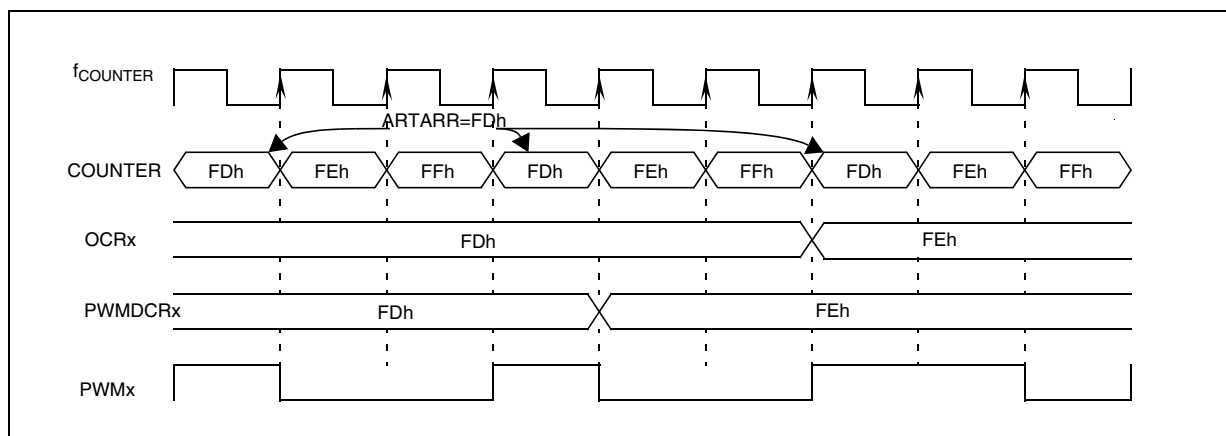 fCOUNTER
ARTARR=FDh
COUNTER FDh FEh FFh FDh FEh FFh FDh FEh FFh
OCRx FDh FEh
PWMDCRx FDh FEh
PWMx